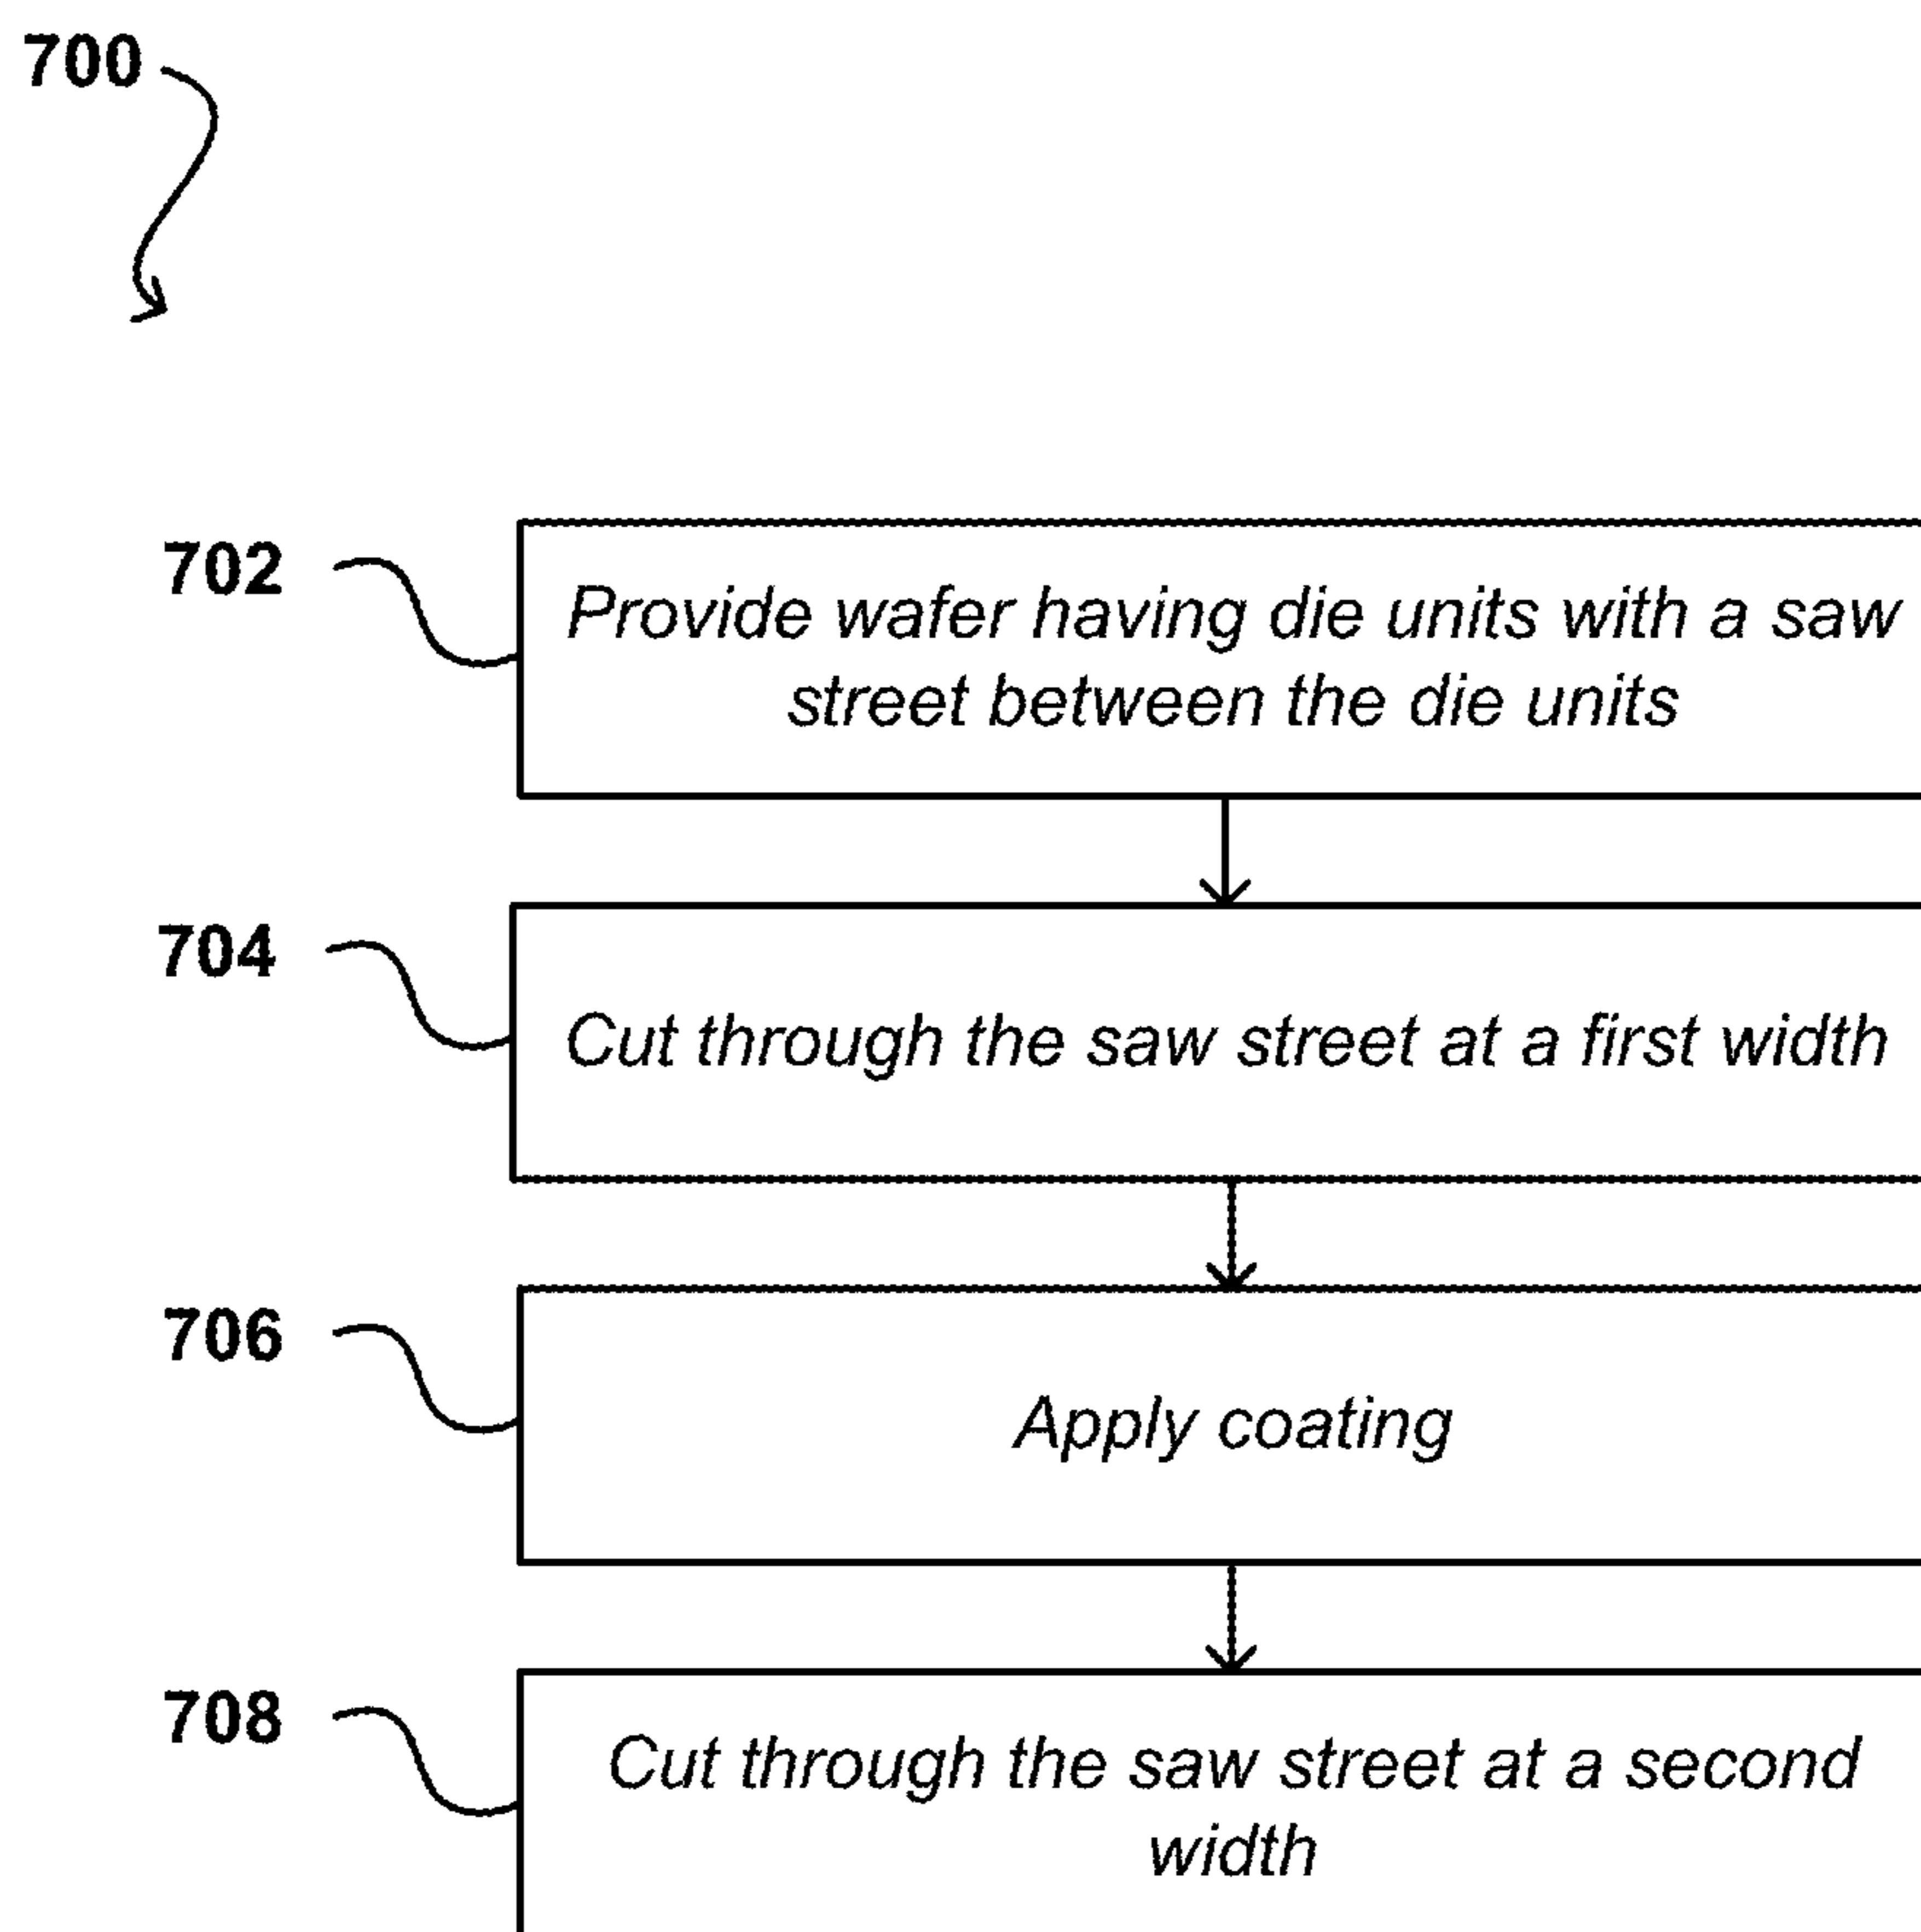 700
702
Provide wafer having die units with a saw
street between the die units
704
Cut through the saw street at a first width
706
Apply coating
708
Cut through the saw street at a second
width